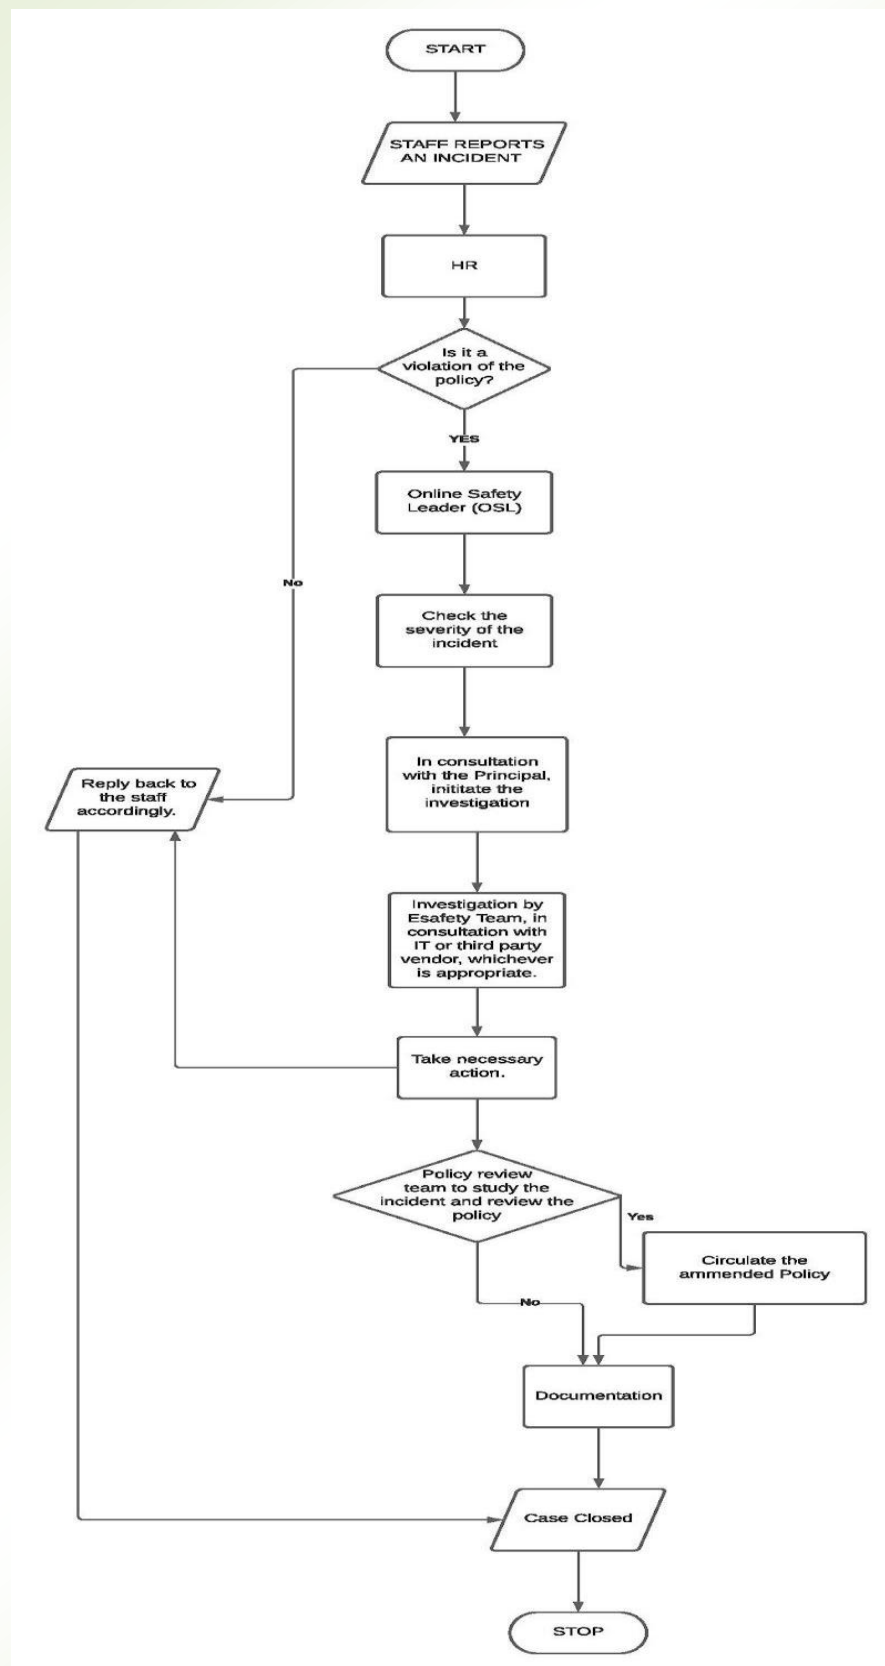 START
STAFF REPORTS
AN INCIDENT
HR
Is it a
violation of the
policy?
YES
Online Safety
Leader (OSL)
No
Check the
severity of the
incident
In consultation
with the Principal,
inititate the
investigation
Reply back to
the staff
accordingly.
Investigation by
Esafety Team, in
consultation with
IT or third party
vendor, whichever
is appropriate.
Take necessary
action.
Policy review
team to study the
incident and review the
policy
Yes
Circulate the
ammended Policy
No
Documentation
Case Closed
STOP